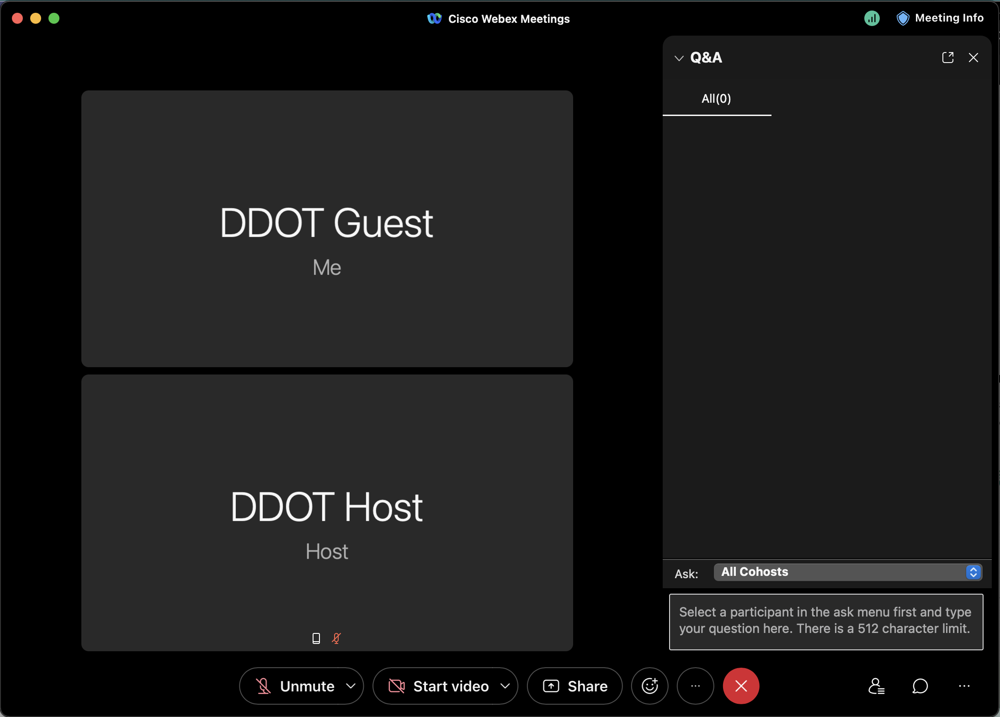 Cisco Webex Meetings
Meeting Info
Q&A
All(0)
DDOT Guest
Me
DDOT Host
Host
Ask:
All Cohosts
Select a participant in the ask menu first and type
your question here. There is a 512 character limit.
Unmute
Start video
Share